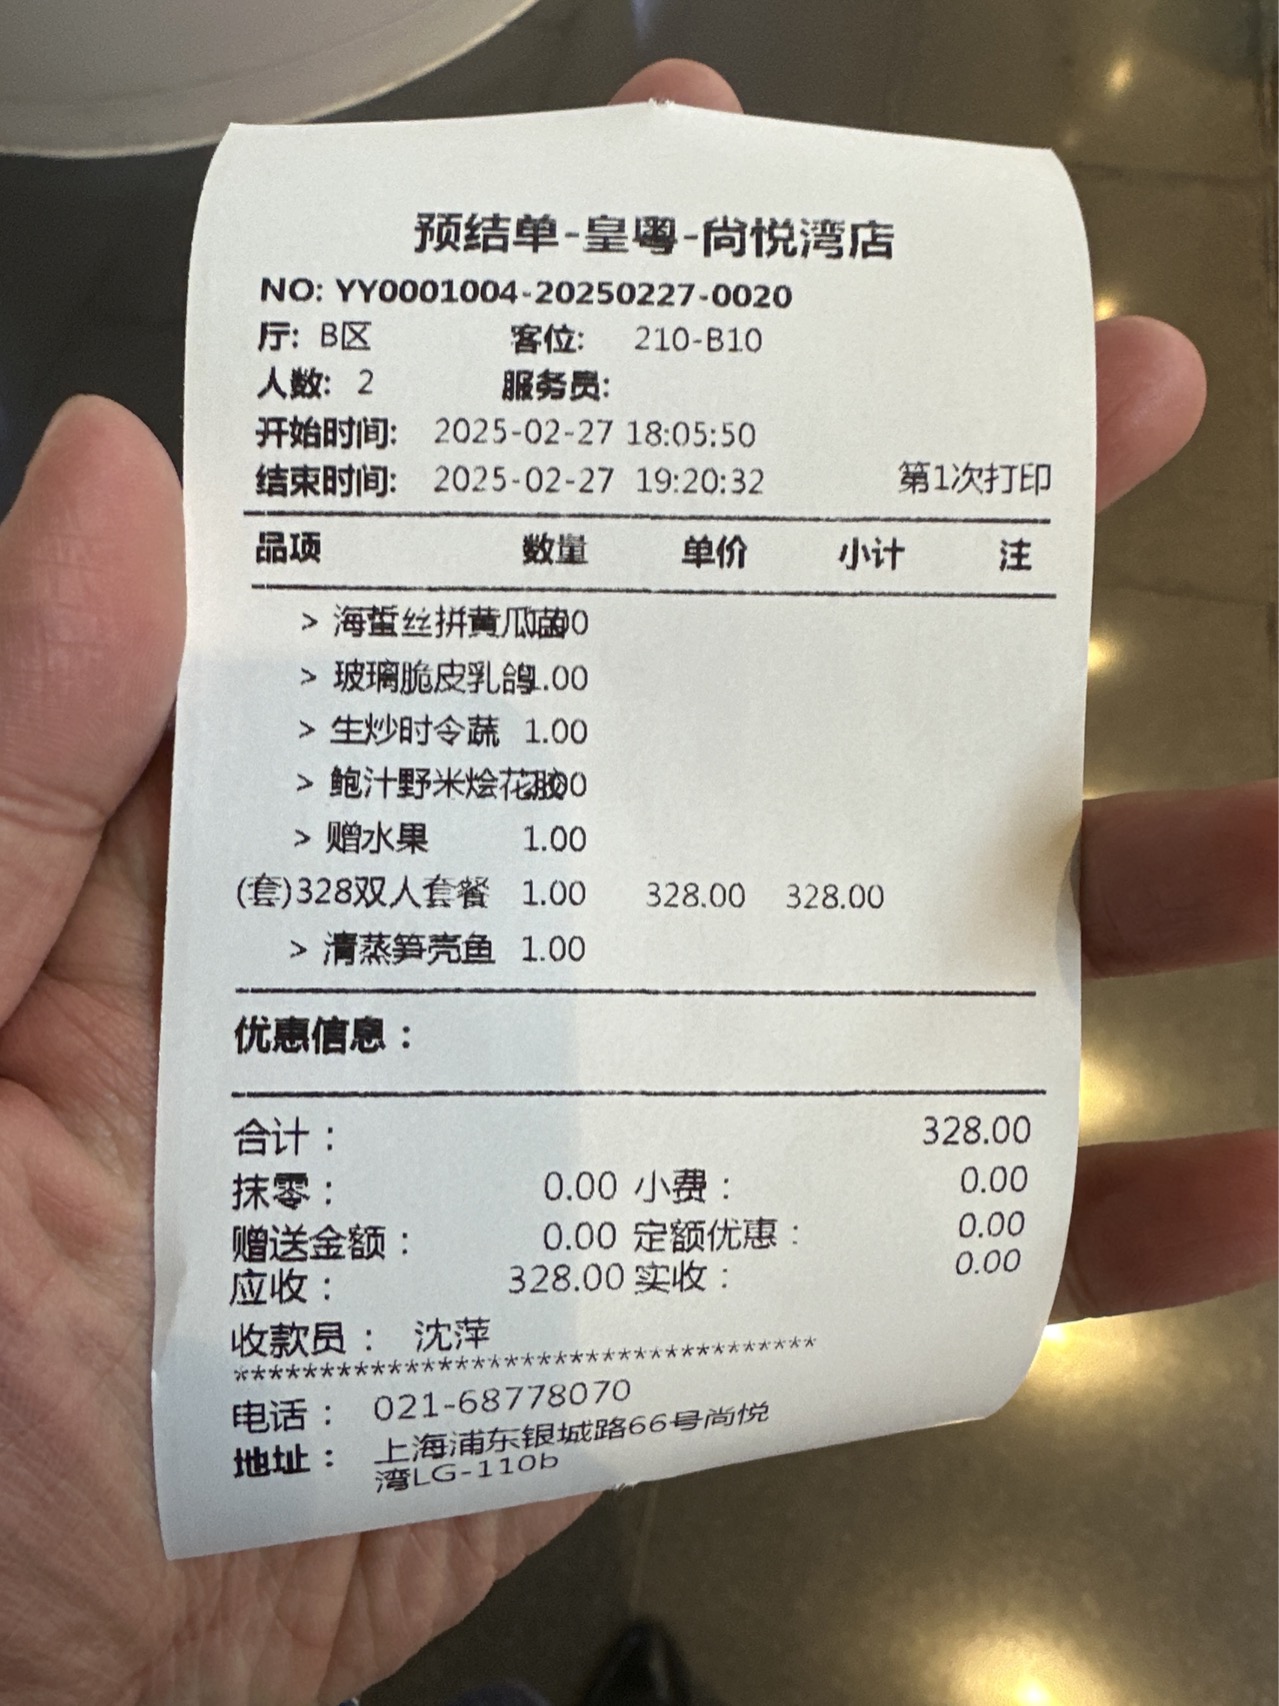 预结单-皇粤-尚悦湾店
NO: YY0001004-20250227-0020
厅: B区 客位: 210-B10
人数: 2 服务员:
开始时间: 2025-02-27 18:05:50
结束时间: 2025-02-27 19:20:32 第1次打印
品项 数量 单价 小计 注
> 海蜇丝拼黄瓜
> 玻璃脆皮乳鸽 1.00
> 生炒时令蔬 1.00
> 鲍汁野米烩花胶
> 赠水果 1.00
(套)328双人套餐 1.00 328.00 328.00
> 清蒸笋壳鱼 1.00
优惠信息：
合计： 328.00
抹零： 0.00 小费： 0.00
赠送金额： 0.00 定额优惠： 0.00
应收： 328.00 实收： 0.00
收款员： 沈萍
****************************************
电话： 021-68778070
地址： 上海浦东银城路66号尚悦
湾LG-110b